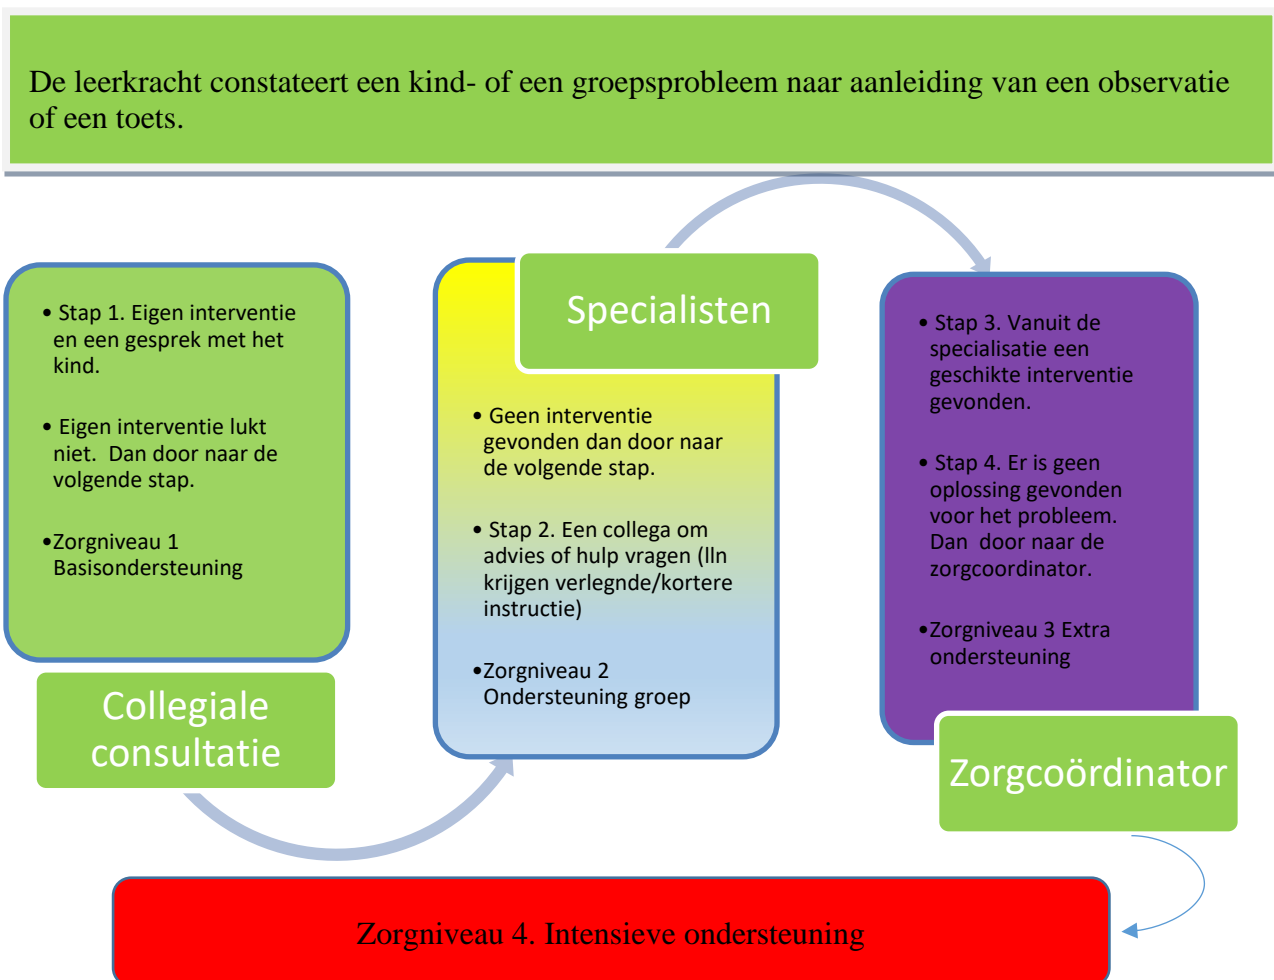 De leerkracht constateert een kind- of een groepsprobleem naar aanleiding van een observatie
of een toets.
• Stap 1. Eigen interventie
en een gesprek met het
kind.
• Eigen interventie lukt
niet. Dan door naar de
volgende stap.
•Zorgniveau 1
Basisondersteuning
Collegiale
consultatie
Specialisten
• Geen interventie
gevonden dan door naar
de volgende stap.
• Stap 2. Een collega om
advies of hulp vragen (lln
krijgen verlegnde/kortere
instructie)
•Zorgniveau 2
Ondersteuning groep
• Stap 3. Vanuit de
specialisatie een
geschikte interventie
gevonden.
• Stap 4. Er is geen
oplossing gevonden
voor het probleem.
Dan door naar de
zorgcoordinator.
•Zorgniveau 3 Extra
ondersteuning
Zorgcoördinator
Zorgniveau 4. Intensieve ondersteuning